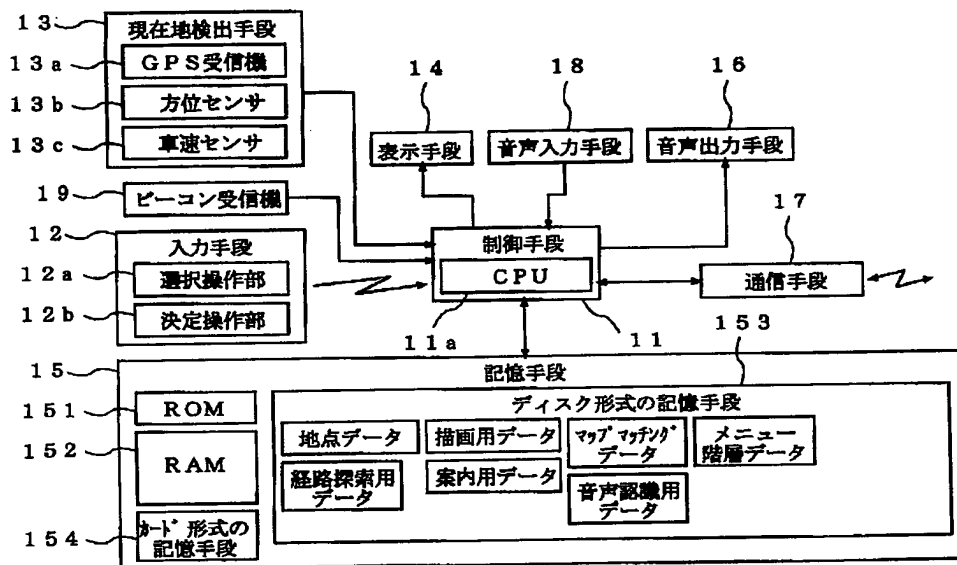 13
現在地検出手段
13a
GPS受信機
13b
方位センサ
13c
車速センサ
14
18
16
表示手段
音声入力手段
音声出力手段
19
ビーコン受信機
12
入力手段
12a
選択操作部
12b
決定操作部
制御手段
CPU
11a
11
17
通信手段
153
15
記憶手段
151
ROM
152
RAM
154
カード形式の
記憶手段
ディスク形式の記憶手段
地点データ
描画用データ
マップマッチング
データ
メニュー
階層データ
経路探索用
データ
案内用データ
音声認識用
データ